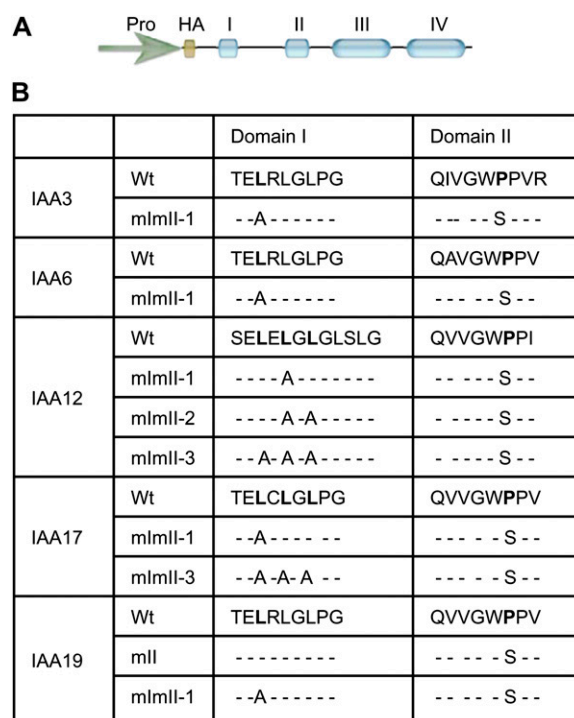 A
Pro HA I II III IV
B
Domain I Domain II
IAA3 Wt TELRLGLPG QIVGWPPVR
mImII-1 --A------ ---- --S---
IAA6 Wt TELRLGLPG QAVGWPPV
mImII-1 --A------ -----S--
IAA12 Wt SELELGLGLSLG QVVGWPPI
mImII-1 ----A------- -----S--
mImII-2 ----A-A----- -----S--
mImII-3 --A-A-A----- -----S--
IAA17 Wt TELCLGLPG QVVGWPPV
mImII-1 --A------ -----S--
mImII-3 --A-A-A-- -----S--
IAA19 Wt TELRLGLPG QVVGWPPV
mII --------- -----S--
mImII-1 --A------ -----S--